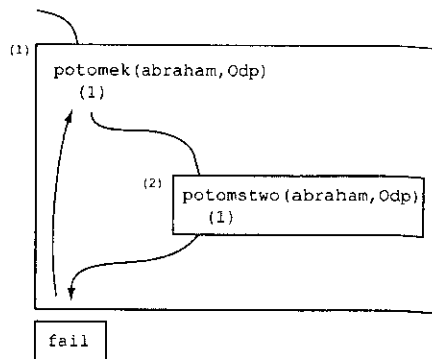 (1)
potomek(abraham,Odp)
(1)
(2)
potomstwo(abraham,Odp)
(1)
fail